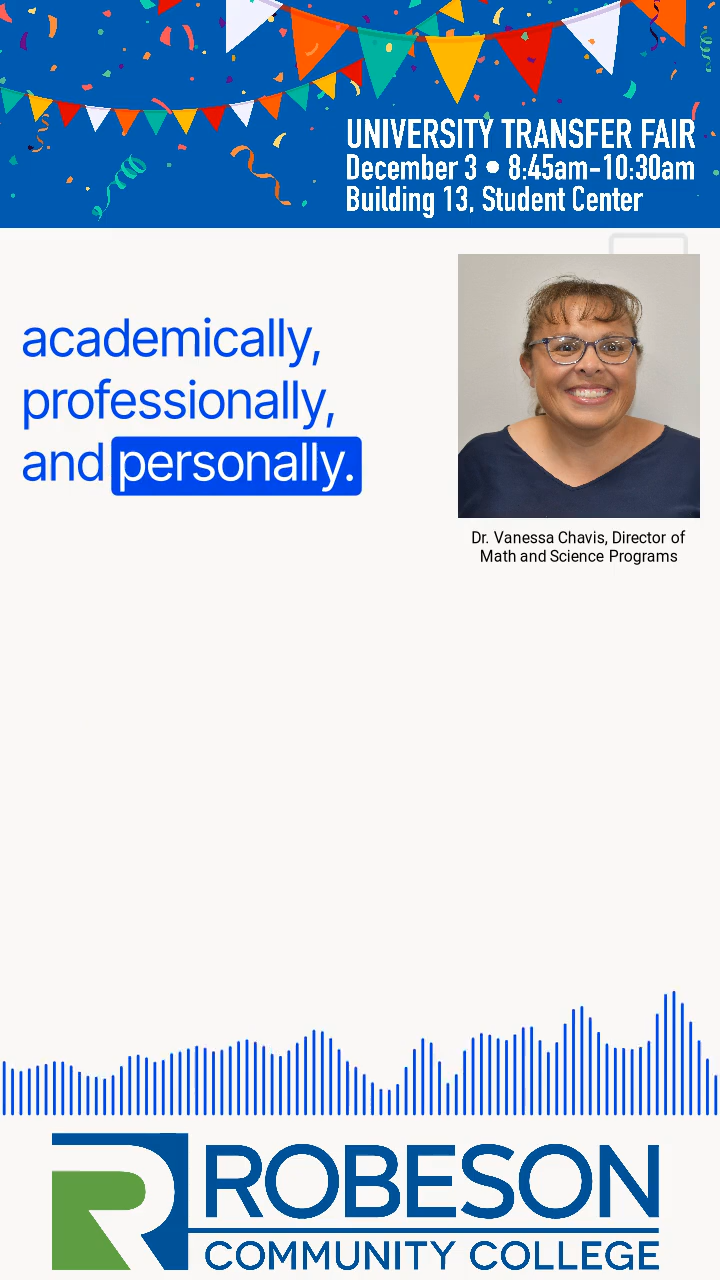 UNIVERSITY TRANSFER FAIR
December 3 • 8:45am-10:30am
Building 13, Student Center
academically,
professionally,
and personally.
Dr. Vanessa Chavis, Director of
Math and Science Programs
ROBESON
COMMUNITY COLLEGE